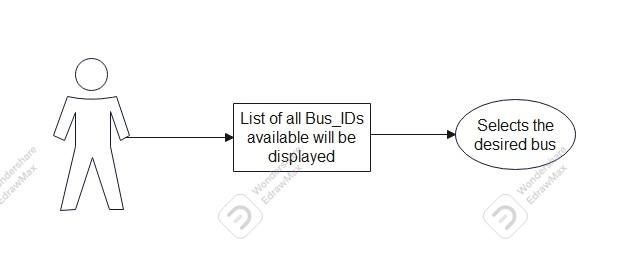 List of all Bus_IDs
available will be
displayed
Selects the
desired bus
Wondershare
EdrawMax
Wondershare
EdrawMax
Wondershare
EdrawMax